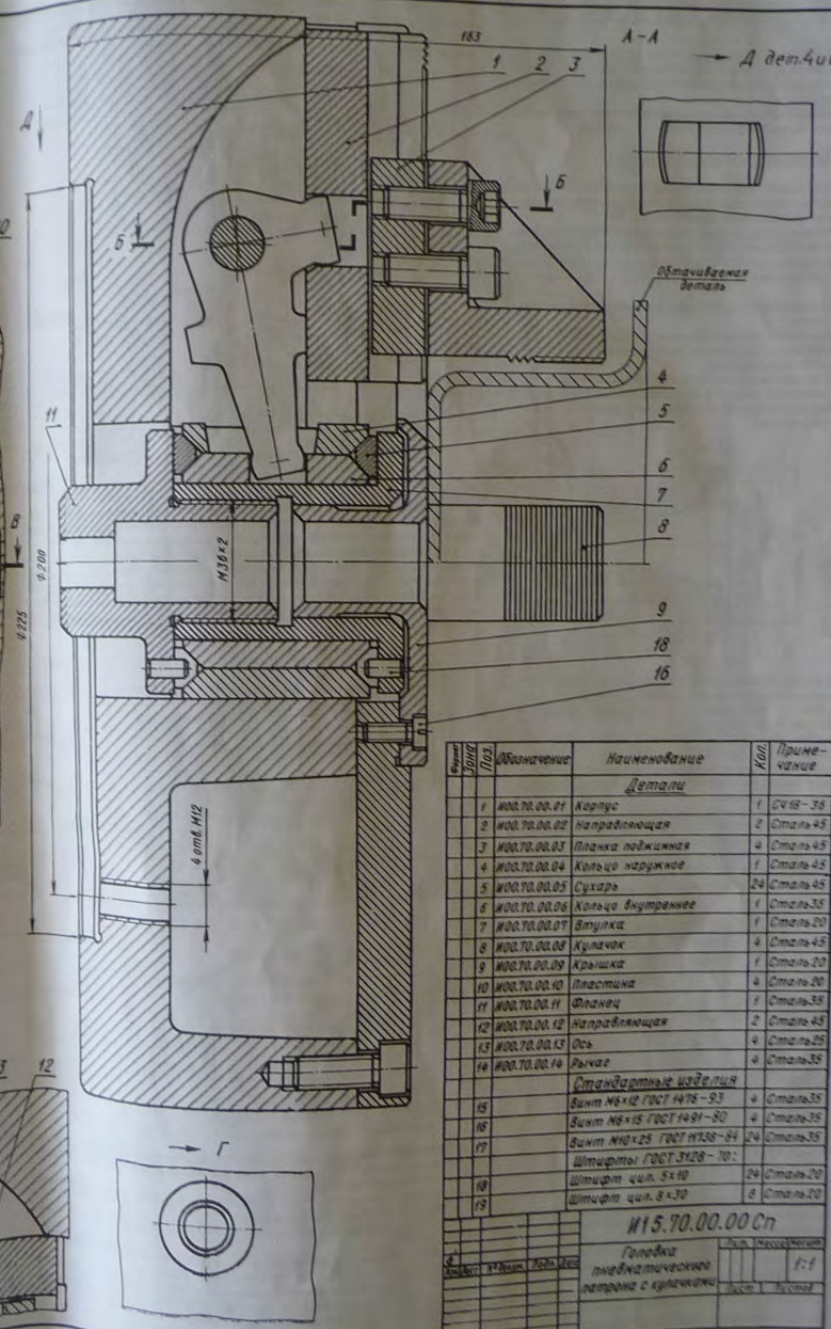 163
А-А
1
2
3
Д
Д дет.4
Б
Б
Обтачиваемая
деталь
4
5
6
7
8
9
18
16
11
В
М36×2
Ф200
Ф225
4 отв. М12
12
Г
Формат Зона Поз. Обозначение Наименование Кол. Приме-
чание
Детали
1 И00.70.00.01 Корпус 1 СЧ18-36
2 И00.70.00.02 Направляющая 2 Сталь45
3 И00.70.00.03 Планка поджимная 4 Сталь45
4 И00.70.00.04 Кольцо наружное 1 Сталь45
5 И00.70.00.05 Сухарь 24 Сталь45
6 И00.70.00.06 Кольцо внутреннее 1 Сталь35
7 И00.70.00.07 Втулка 1 Сталь20
8 И00.70.00.08 Кулачок 4 Сталь45
9 И00.70.00.09 Крышка 1 Сталь20
10 И00.70.00.10 Пластина 4 Сталь20
11 И00.70.00.11 Фланец 1 Сталь35
12 И00.70.00.12 Направляющая 2 Сталь45
13 И00.70.00.13 Ось 4 Сталь25
14 И00.70.00.14 Рычаг 4 Сталь35
Стандартные изделия
15 Винт М6×12 ГОСТ 1476-93 4 Сталь35
16 Винт М6×15 ГОСТ 1491-80 4 Сталь35
17 Винт М10×25 ГОСТ 11738-84 24 Сталь35
Штифты ГОСТ 3128-70:
18 Штифт цил. 5×10 24 Сталь20
19 Штифт цил. 8×30 8 Сталь20
И15.70.00.00 Сп
Головка
пневматического
патрона с кулачками
1:1
Лист Листов